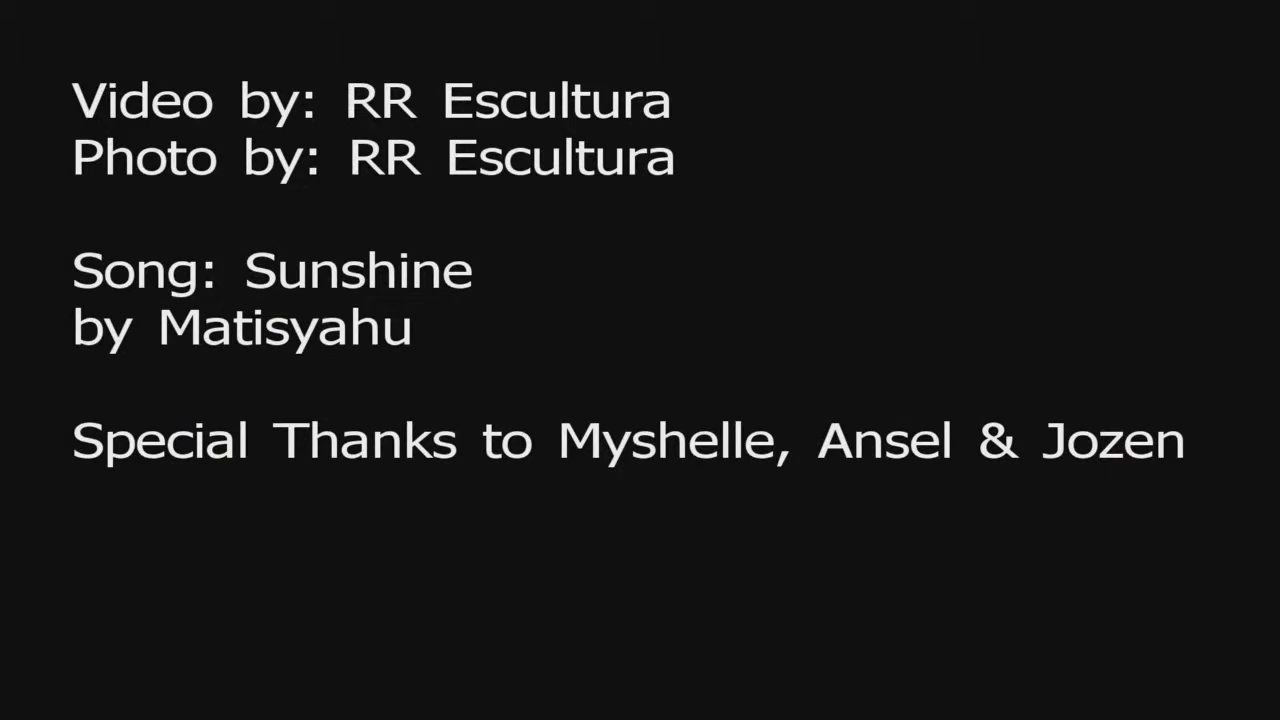 Video by: RR Escultura
Photo by: RR Escultura
Song: Sunshine
by Matisyahu
Special Thanks to Myshelle, Ansel & Jozen